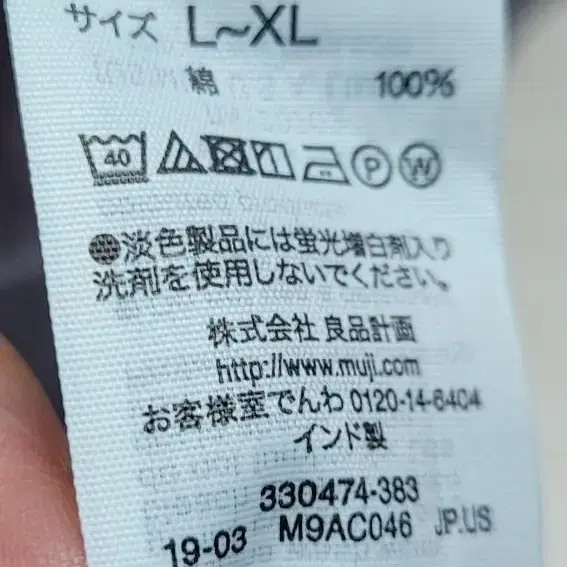 サイズ L~XL
綿 100%
40 P W
淡色製品には蛍光増白剤入り
洗剤を使用しないでください。
株式会社 良品計画
http://www.muji.com
お客様室でんわ 0120-14-6404
インド製
330474-383
19-03 M9AC046 JP.US